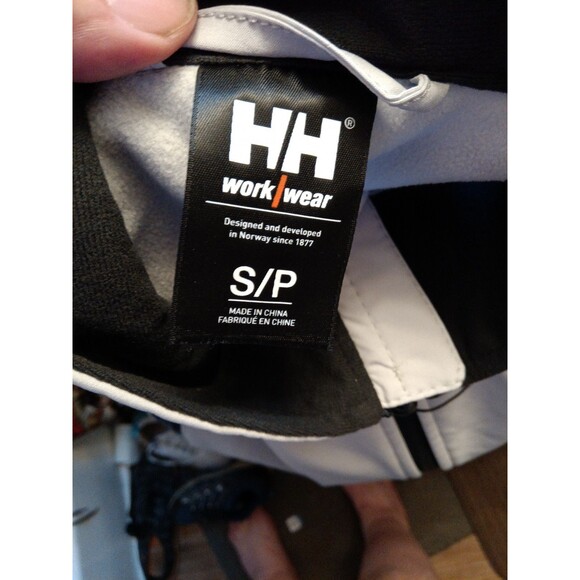 HH®
work/wear
Designed and developed
in Norway since 1877
S/P
MADE IN CHINA
FABRIQUÉ EN CHINE